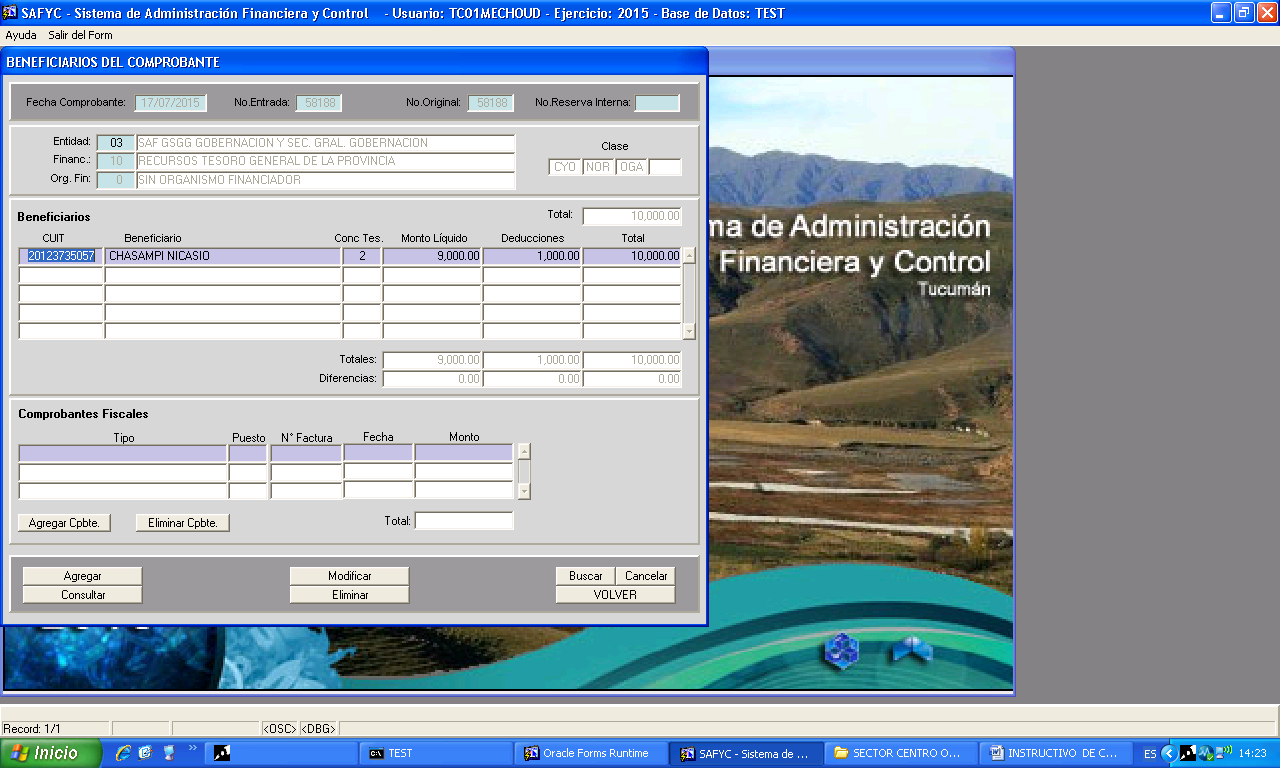 SAFYC - Sistema de Administración Financiera y Control - Usuario: TC01MECHOUD - Ejercicio: 2015 - Base de Datos: TEST
Ayuda Salir del Form
BENEFICIARIOS DEL COMPROBANTE
Fecha Comprobante: 17/07/2015 No.Entrada: 58188 No.Original: 58188 No.Reserva Interna:
Entidad: 03 SAF GSGG GOBERNACION Y SEC. GRAL. GOBERNACION
Clase
Financ.: 10 RECURSOS TESORO GENERAL DE LA PROVINCIA
CYO NOR OGA
Org. Fin: 0 SIN ORGANISMO FINANCIADOR
Beneficiarios Total: 10,000.00
CUIT Beneficiario Conc Tes. Monto Líquido Deducciones Total
20123735057 CHASAMPI NICASIO 2 9,000.00 1,000.00 10,000.00
Totales: 9,000.00 1,000.00 10,000.00
Diferencias: 0.00 0.00 0.00
Comprobantes Fiscales
Tipo Puesto N° Factura Fecha Monto
Agregar Cpbte. Eliminar Cpbte. Total:
Agregar Modificar Buscar Cancelar
Consultar Eliminar VOLVER
ma de Administración
Financiera y Control
Tucumán
Record: 1/1 <OSC> <DBG>
Inicio TEST Oracle Forms Runtime SAFYC - Sistema de ... SECTOR CENTRO O... INSTRUCTIVO DE C... ES 14:23